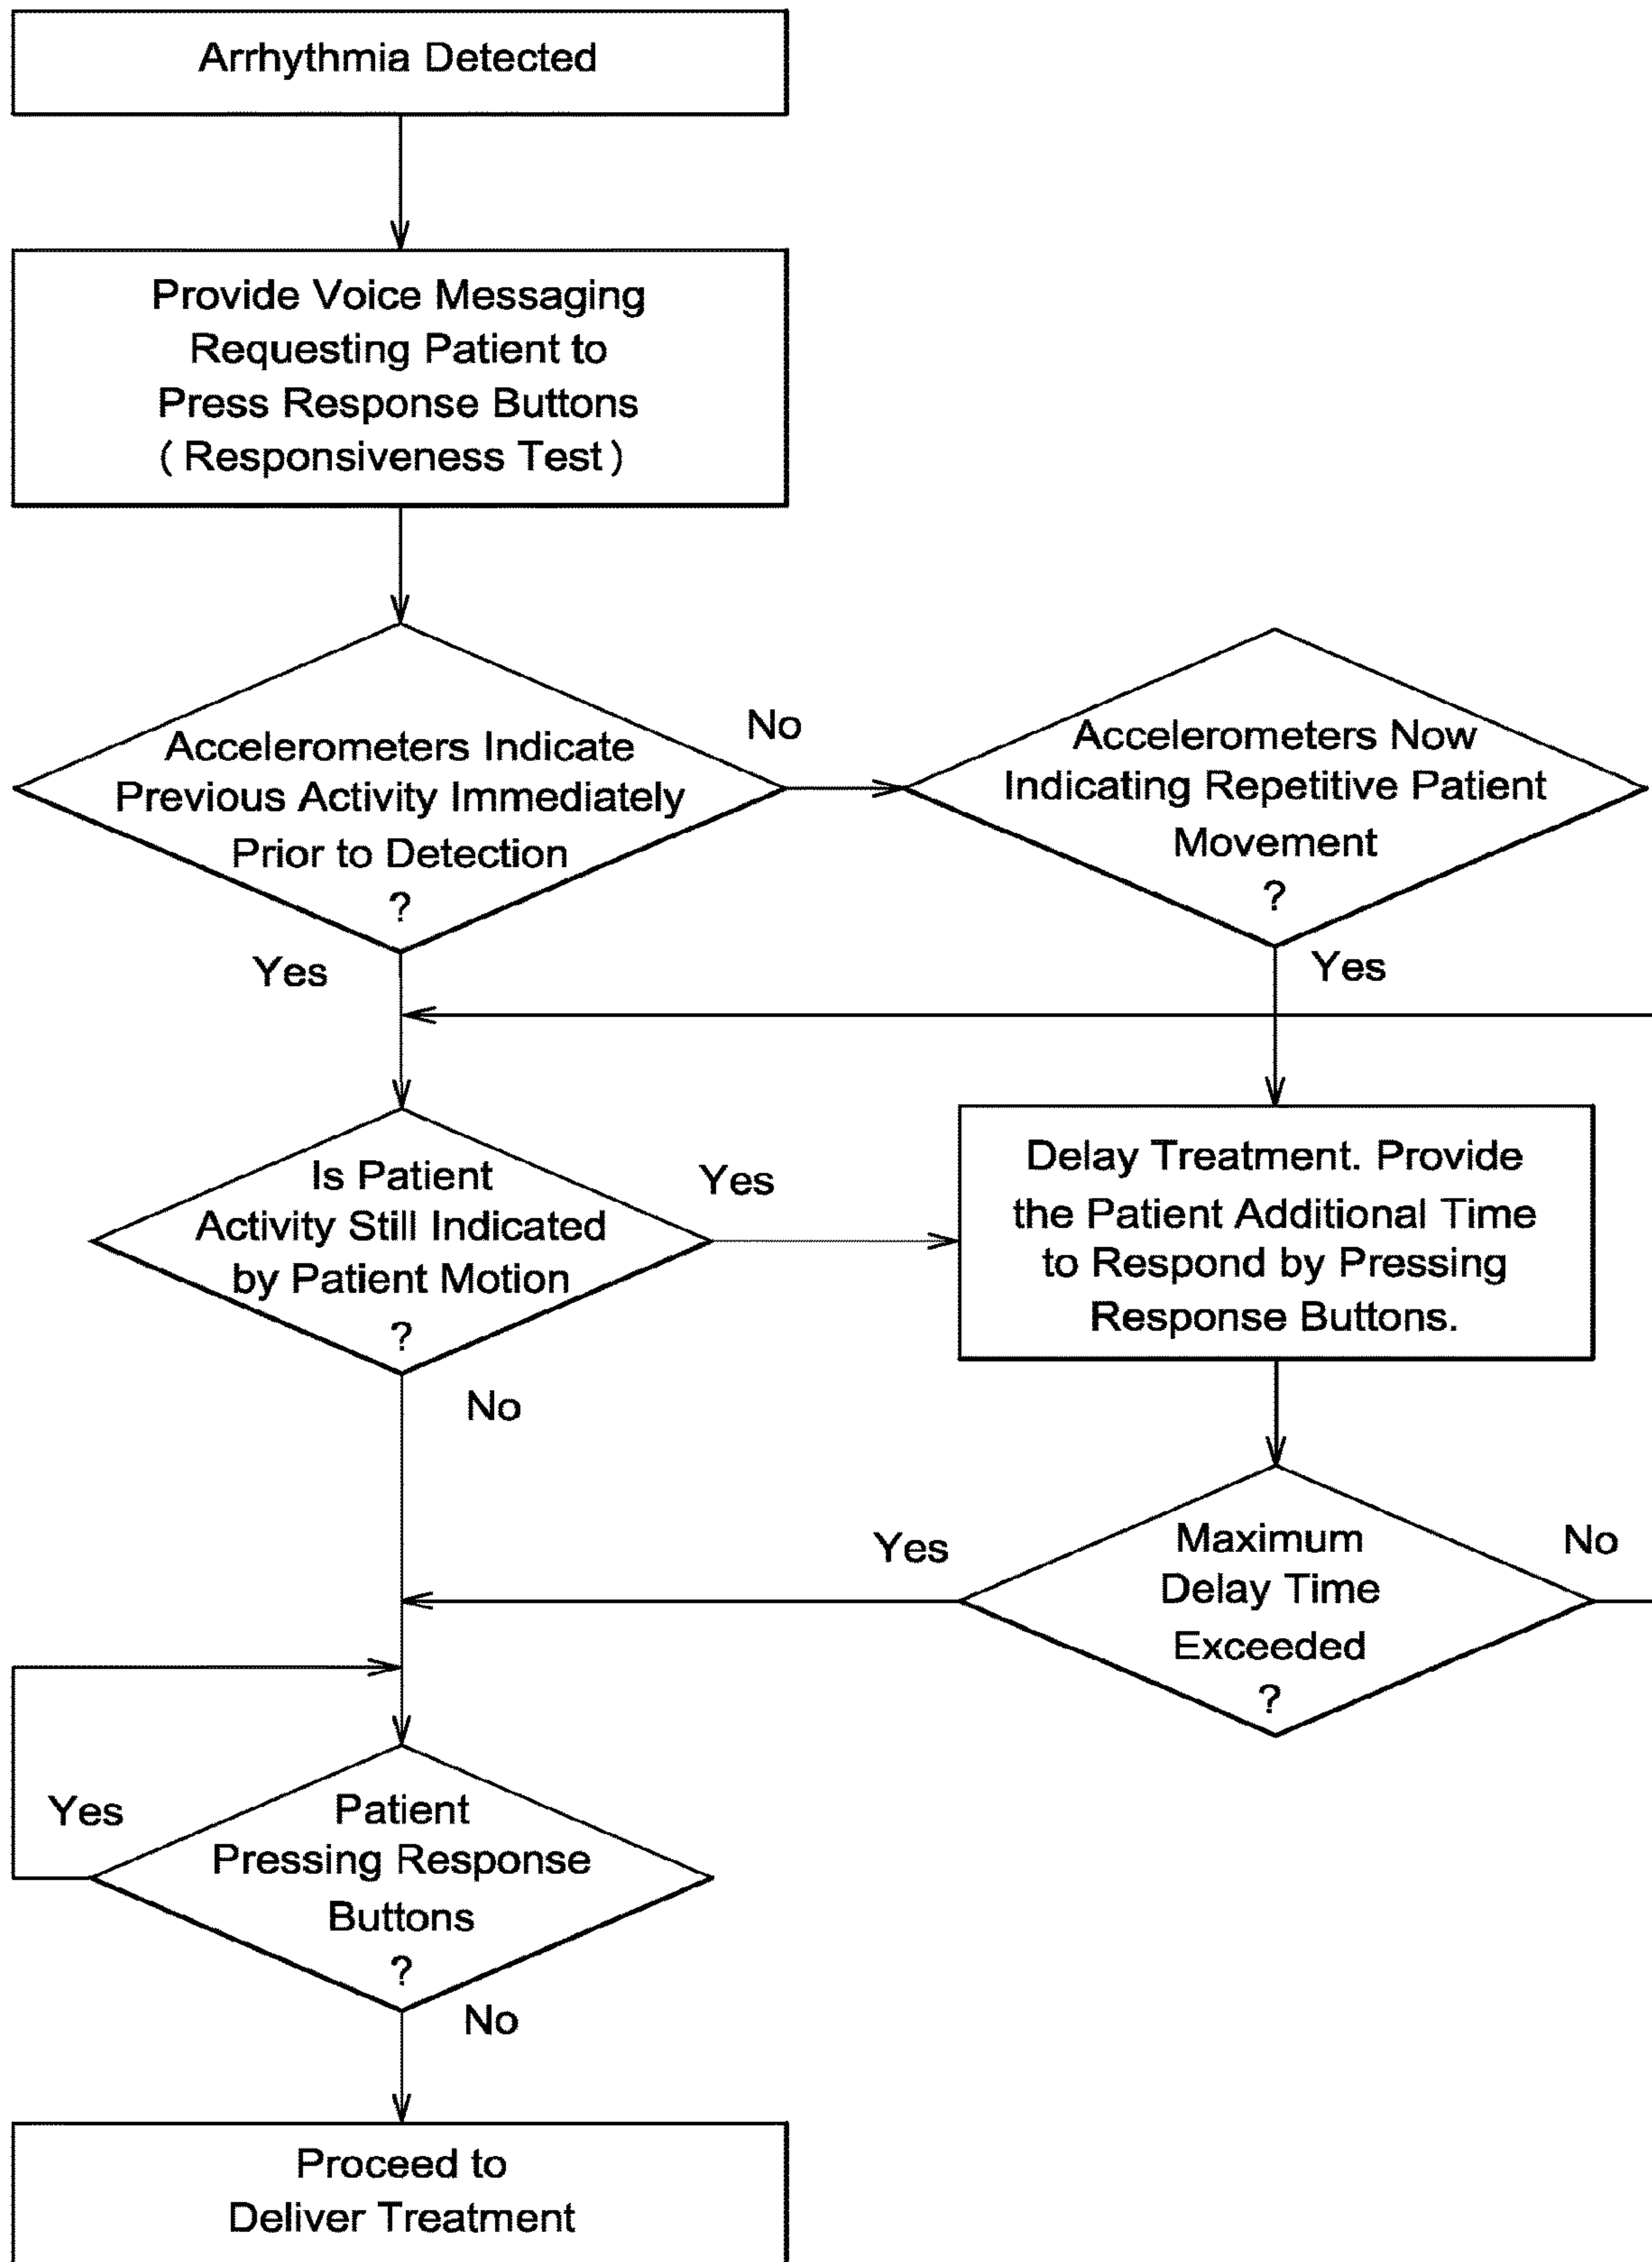 Arrhythmia Detected
Provide Voice Messaging
Requesting Patient to
Press Response Buttons
( Responsiveness Test )
Accelerometers Indicate
Previous Activity Immediately
Prior to Detection
?
No
Accelerometers Now
Indicating Repetitive Patient
Movement
?
Yes
Yes
Is Patient
Activity Still Indicated
by Patient Motion
?
Yes
No
Delay Treatment. Provide
the Patient Additional Time
to Respond by Pressing
Response Buttons.
Maximum
Delay Time
Exceeded
?
Yes
No
Patient
Pressing Response
Buttons
?
Yes
No
Proceed to
Deliver Treatment